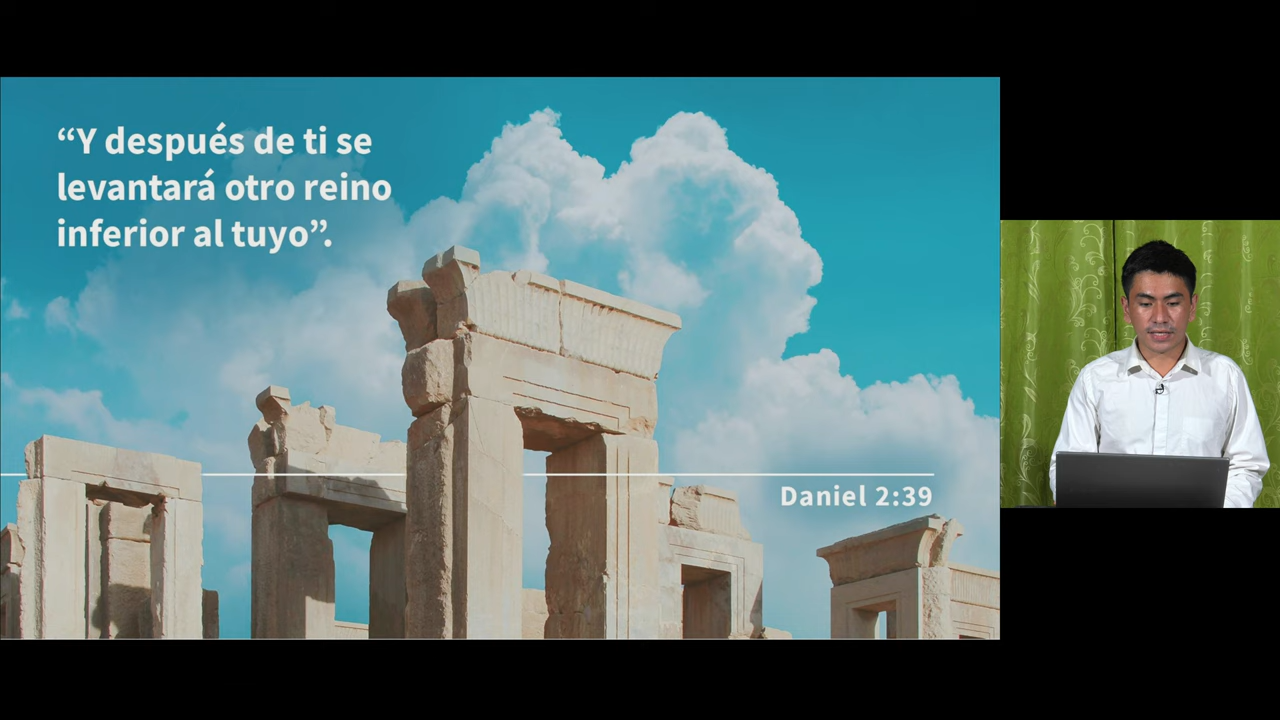 “Y después de ti se
levantará otro reino
inferior al tuyo”.
Daniel 2:39